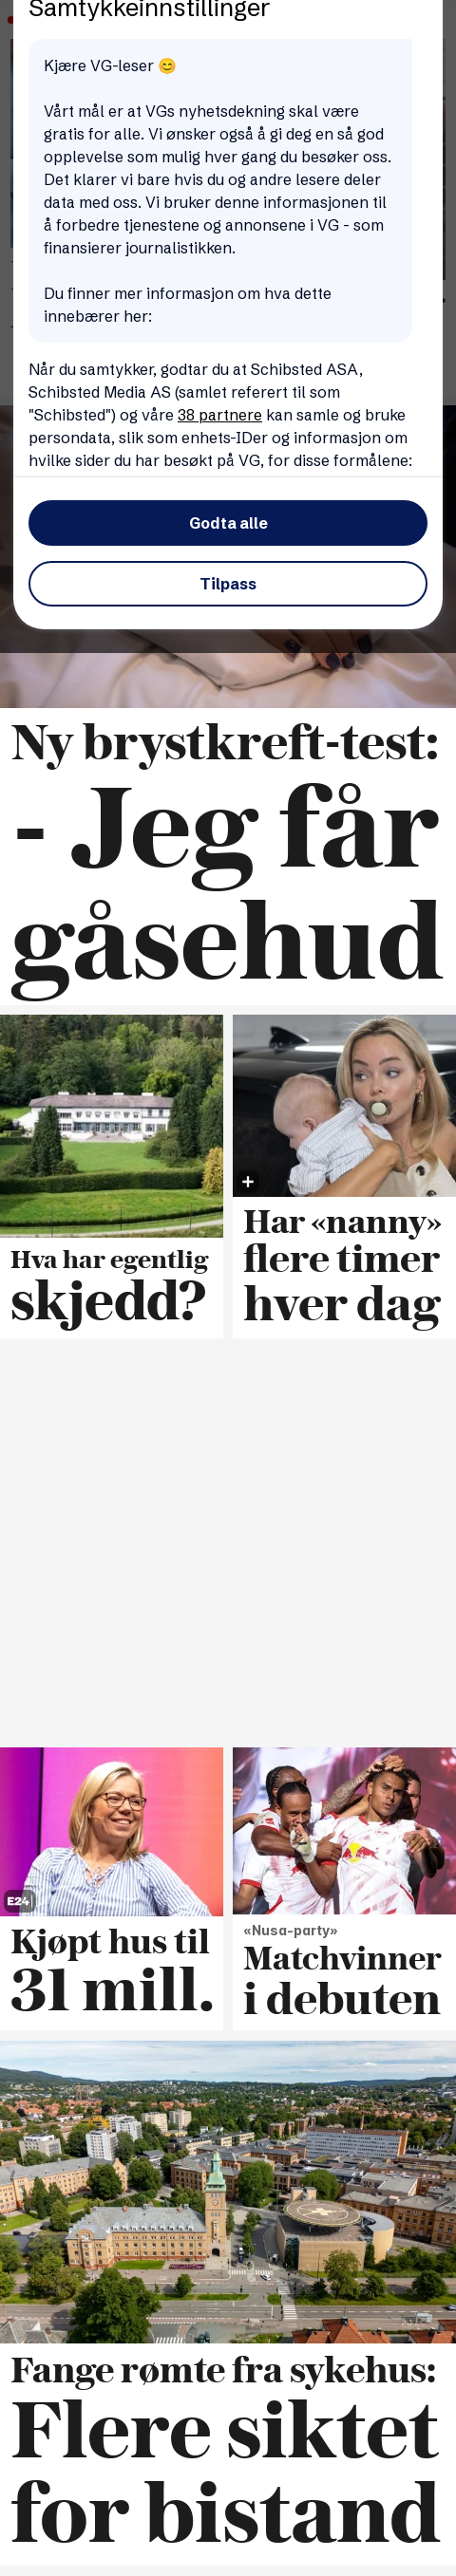 Samtykkeinnstillinger
Kjære VG-leser 😊
Vårt mål er at VGs nyhetsdekning skal være
gratis for alle. Vi ønsker også å gi deg en så god
opplevelse som mulig hver gang du besøker oss.
Det klarer vi bare hvis du og andre lesere deler
data med oss. Vi bruker denne informasjonen til
å forbedre tjenestene og annonsene i VG - som
finansierer journalistikken.
Du finner mer informasjon om hva dette
innebærer her:
Når du samtykker, godtar du at Schibsted ASA,
Schibsted Media AS (samlet referert til som
"Schibsted") og våre 38 partnere kan samle og bruke
persondata, slik som enhets-IDer og informasjon om
hvilke sider du har besøkt på VG, for disse formålene:
Godta alle
Tilpass
Ny brystkreft-test:
- Jeg får
gåsehud
Hva har egentlig
skjedd?
Har «nanny»
flere timer
hver dag
E24
Kjøpt hus til
31 mill.
«Nusa-party»
Matchvinner
i debuten
Fange rømte fra sykehus:
Flere siktet
for bistand